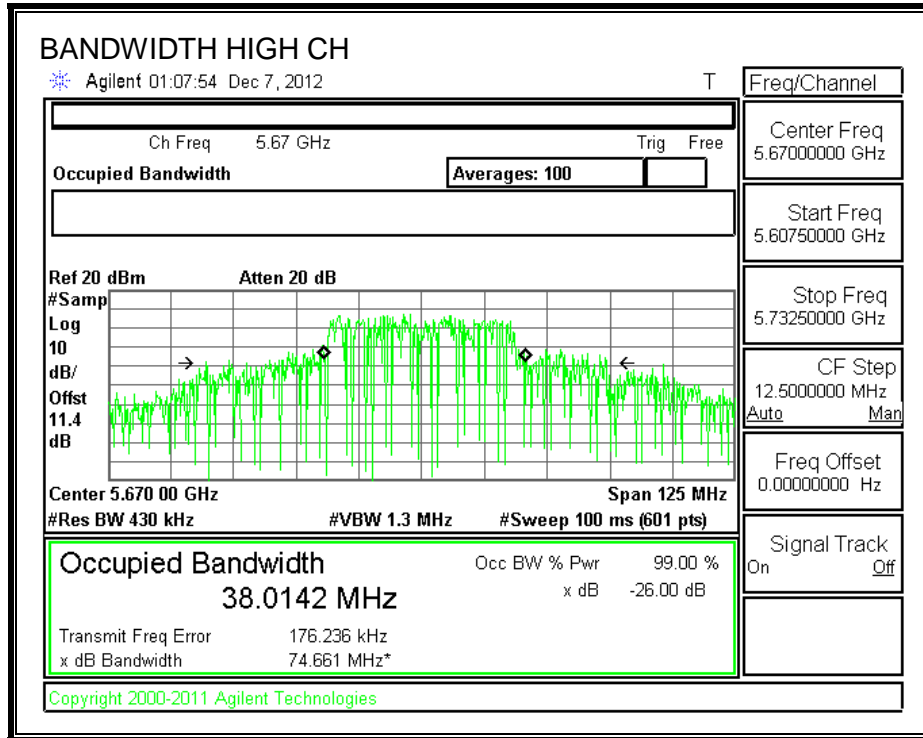 BANDWIDTH HIGH CH
Agilent 01:07:54 Dec 7, 2012 T
Freq/Channel
Ch Freq 5.67 GHz Trig Free
Occupied Bandwidth Averages: 100
Ref 20 dBm Atten 20 dB
#Samp
Log
10
dB/
Offst
11.4
dB
Center 5.670 00 GHz Span 125 MHz
#Res BW 430 kHz #VBW 1.3 MHz #Sweep 100 ms (601 pts)
Occupied Bandwidth Occ BW % Pwr 99.00 %
38.0142 MHz x dB -26.00 dB
Transmit Freq Error 176.236 kHz
x dB Bandwidth 74.661 MHz*
Copyright 2000-2011 Agilent Technologies
Center Freq
5.67000000 GHz
Start Freq
5.60750000 GHz
Stop Freq
5.73250000 GHz
CF Step
12.5000000 MHz
Auto Man
Freq Offset
0.00000000 Hz
Signal Track
On Off